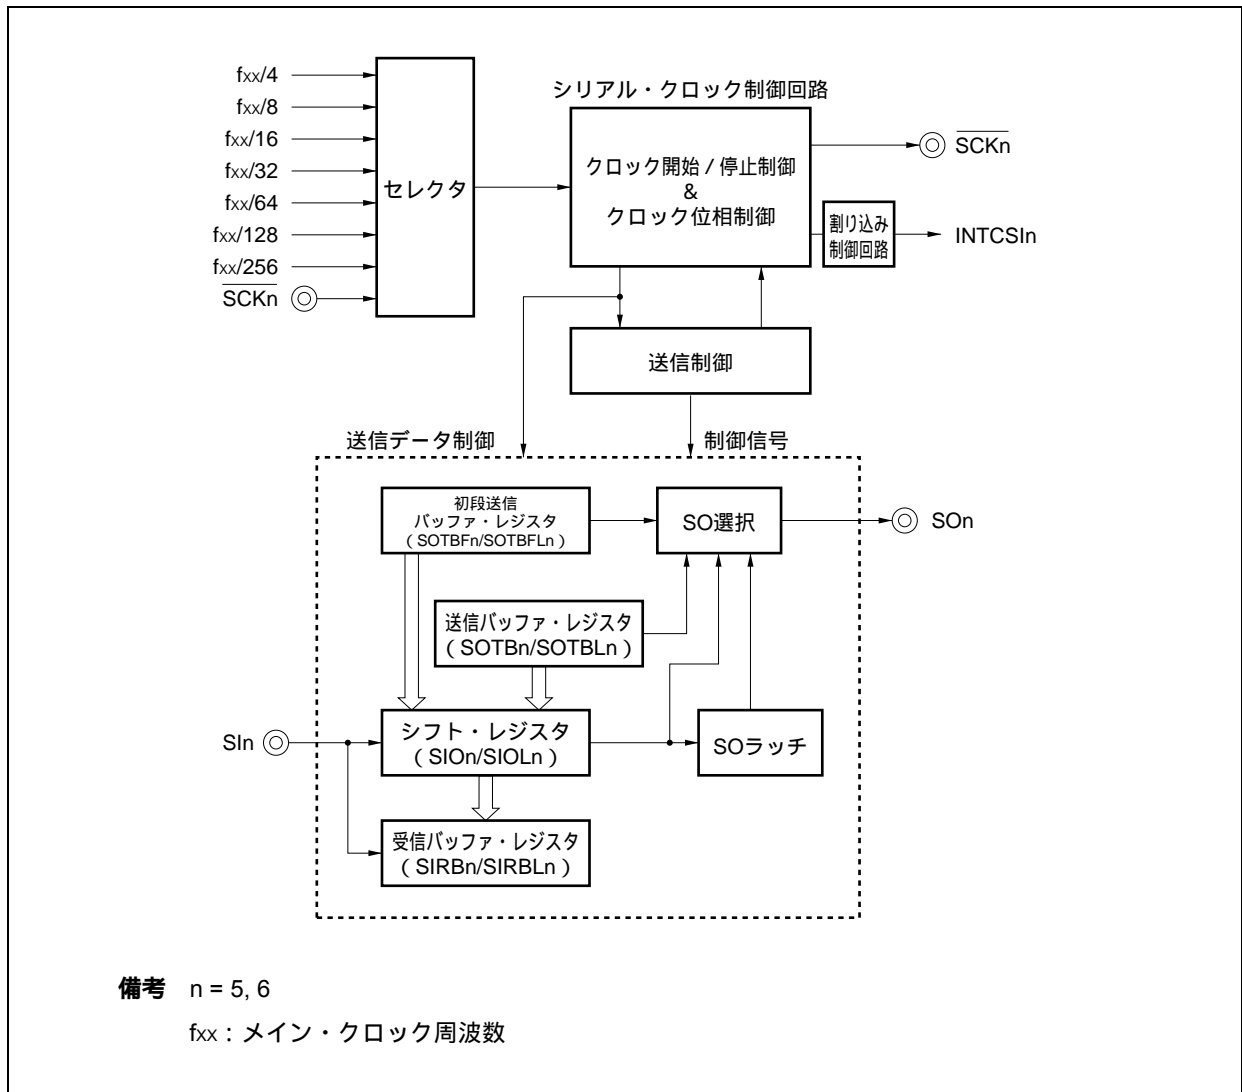 fxx/4
fxx/8
fxx/16
fxx/32
fxx/64
fxx/128
fxx/256
SCKn
セレクタ
シリアル・クロック制御回路
クロック開始 / 停止制御
&
クロック位相制御
SCKn
割り込み
制御回路
INTCSIn
送信制御
送信データ制御
制御信号
初段送信
バッファ・レジスタ
( SOTBFn/SOTBFLn )
SO選択
SOn
送信バッファ・レジスタ
( SOTBn/SOTBLn )
SIn
シフト・レジスタ
( SIOn/SIOLn )
SOラッチ
受信バッファ・レジスタ
( SIRBn/SIRBLn )
備考 n = 5, 6
fxx : メイン・クロック周波数